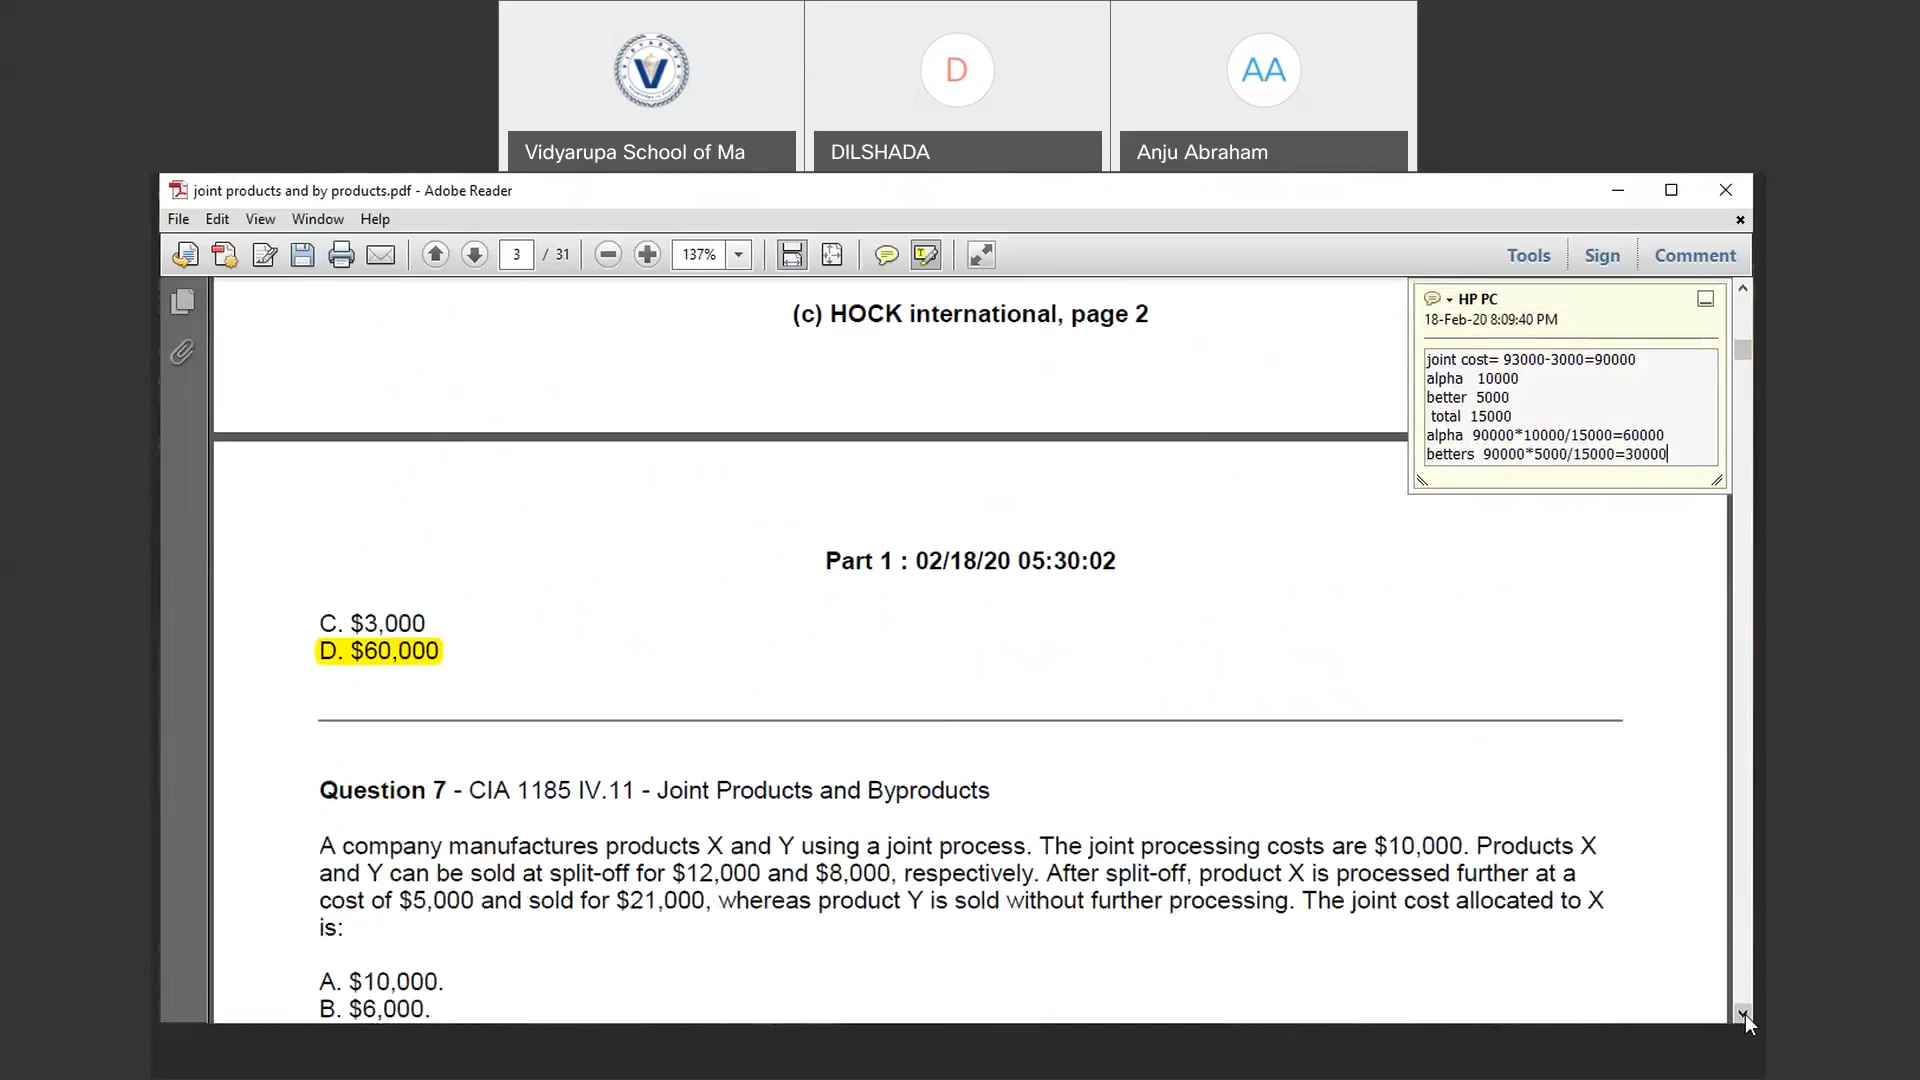 V
D
AA
Vidyarupa School of Ma
DILSHADA
Anju Abraham
joint products and by products.pdf - Adobe Reader
File Edit View Window Help
3 / 31
137%
Tools
Sign
Comment
(c) HOCK international, page 2
HP PC
18-Feb-20 8:09:40 PM
joint cost= 93000-3000=90000
alpha 10000
better 5000
total 15000
alpha 90000*10000/15000=60000
betters 90000*5000/15000=30000
Part 1 : 02/18/20 05:30:02
C. $3,000
D. $60,000
Question 7 - CIA 1185 IV.11 - Joint Products and Byproducts
A company manufactures products X and Y using a joint process. The joint processing costs are $10,000. Products X
and Y can be sold at split-off for $12,000 and $8,000, respectively. After split-off, product X is processed further at a
cost of $5,000 and sold for $21,000, whereas product Y is sold without further processing. The joint cost allocated to X
is:
A. $10,000.
B. $6,000.